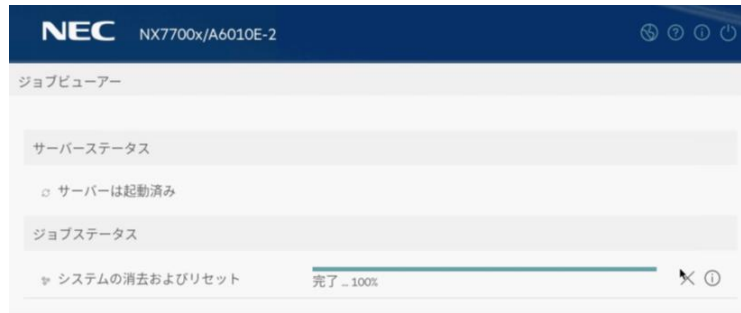 NEC NX7700x/A6010E-2
ジョブビューアー
サーバーステータス
サーバーは起動済み
ジョブステータス
システムの消去およびリセット 完了 ... 100%